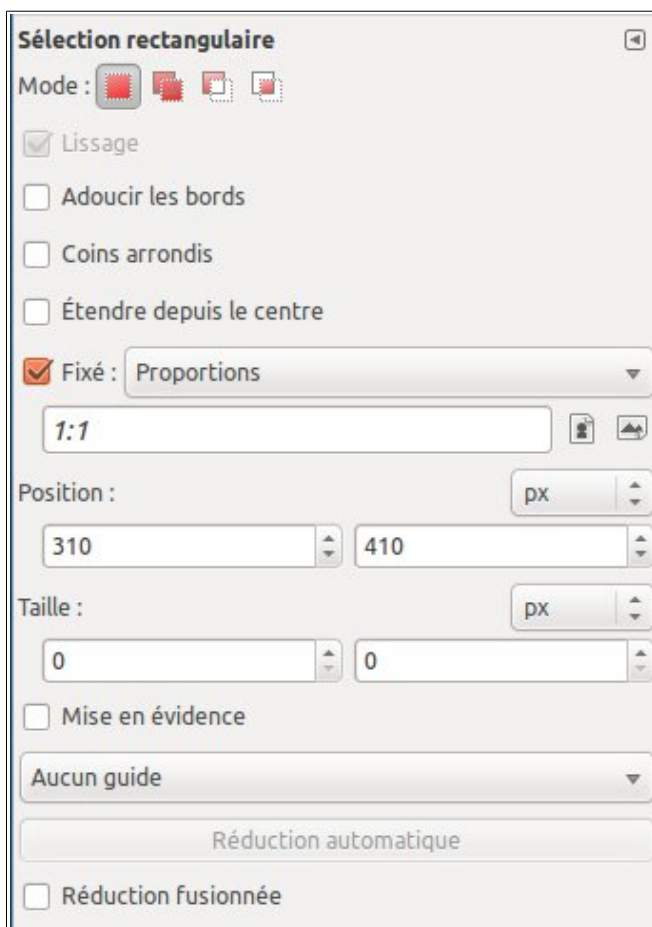 Sélection rectangulaire
Mode :
Lissage
Adoucir les bords
Coins arrondis
Étendre depuis le centre
Fixé : Proportions
1:1
Position : px
310 410
Taille : px
0 0
Mise en évidence
Aucun guide
Réduction automatique
Réduction fusionnée